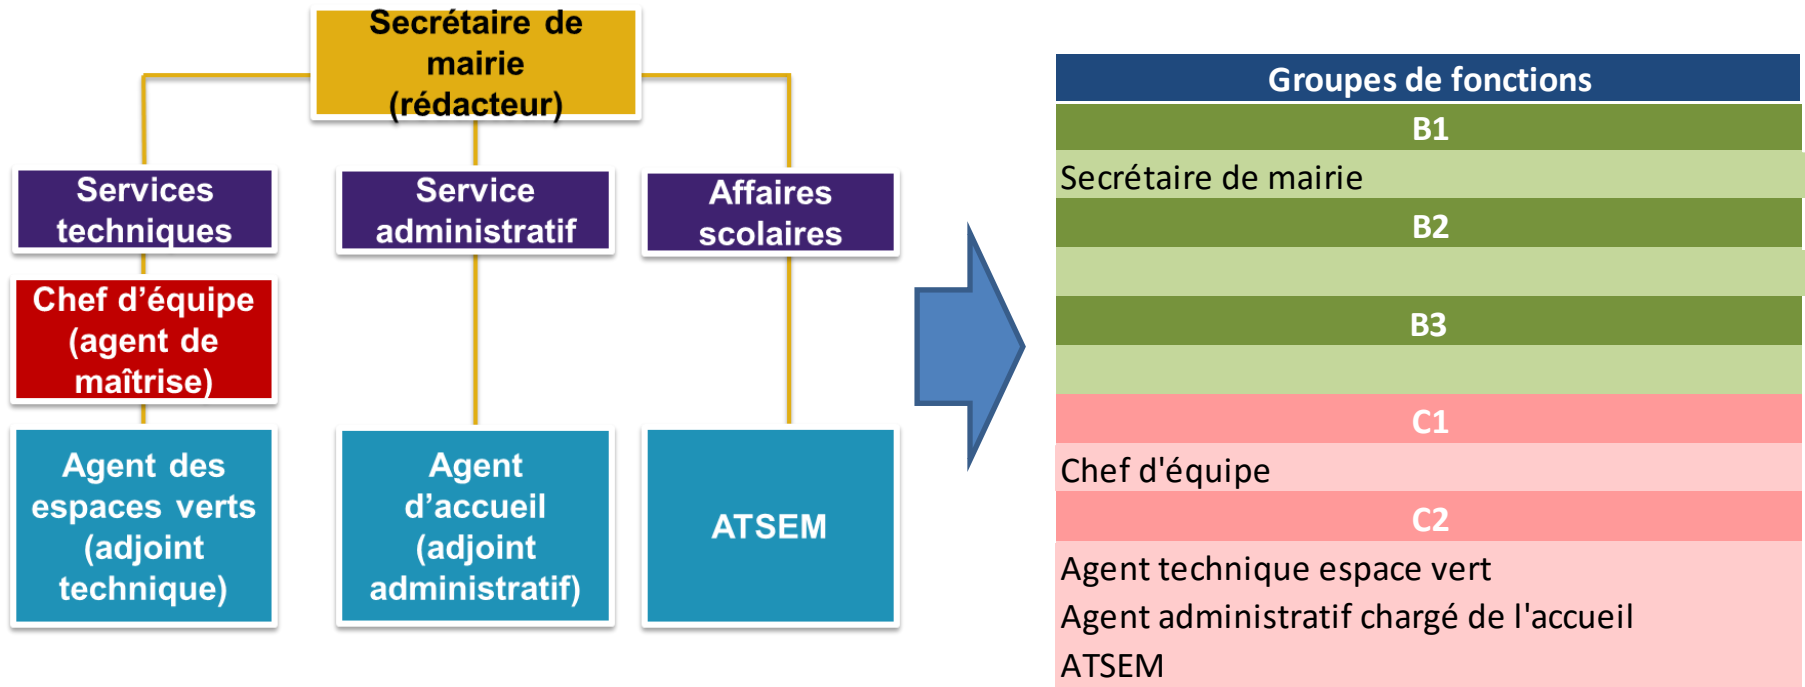 Secrétaire de
mairie
(rédacteur)
Services
techniques
Service
administratif
Affaires
scolaires
Chef d’équipe
(agent de
maîtrise)
Agent des
espaces verts
(adjoint
technique)
Agent
d’accueil
(adjoint
administratif)
ATSEM
Groupes de fonctions
B1
Secrétaire de mairie
B2
B3
C1
Chef d'équipe
C2
Agent technique espace vert
Agent administratif chargé de l'accueil
ATSEM